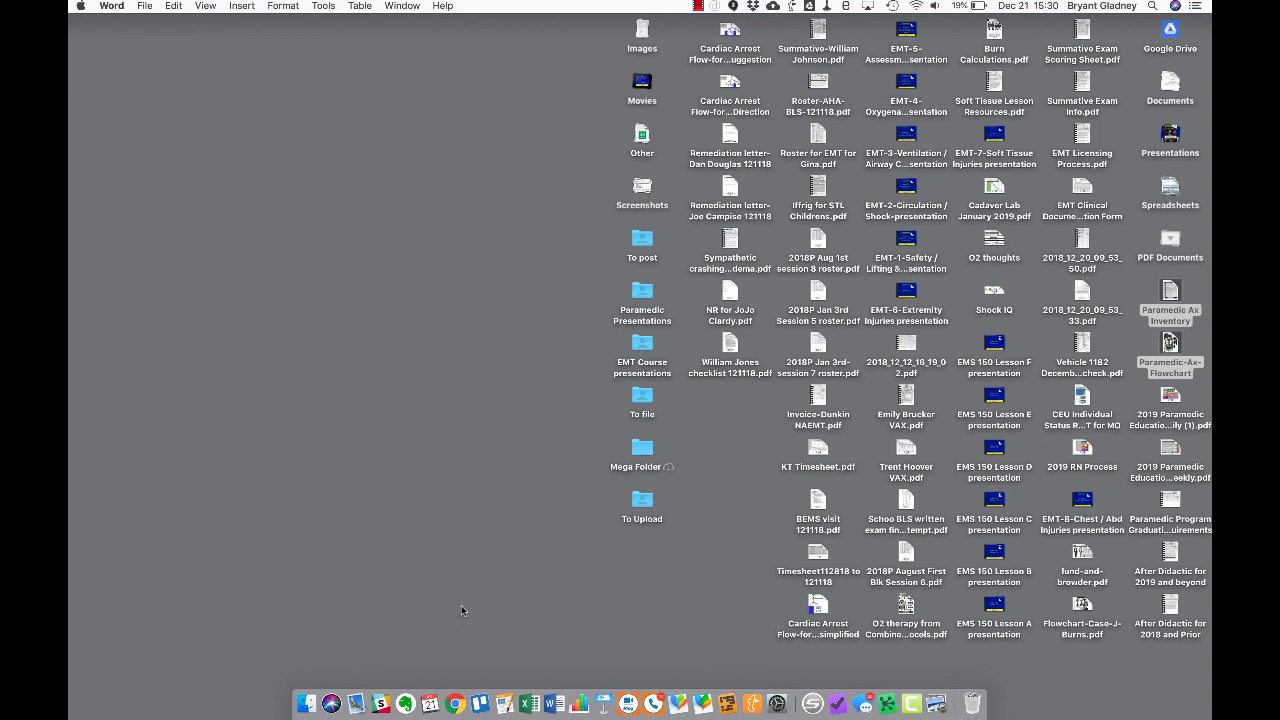 Word File Edit View Insert Format Tools Table Window Help
19% Dec 21 15:30 Bryant Gladney
Images
Cardiac Arrest
Flow-for...uggestion
Summative-William
Johnson.pdf
EMT-5-
Assessm...sentation
Burn
Calculations.pdf
Summative Exam
Scoring Sheet.pdf
Google Drive
Movies
Cardiac Arrest
Flow-for...Direction
Roster-AHA-
BLS-121118.pdf
EMT-4-
Oxygena...sentation
Soft Tissue Lesson
Resources.pdf
Summative Exam
Info.pdf
Documents
Other
Remediation letter-
Dan Douglas 121118
Roster for EMT for
Gina.pdf
EMT-3-Ventilation /
Airway C...sentation
EMT-7-Soft Tissue
Injuries presentation
EMT Licensing
Process.pdf
Presentations
Screenshots
Remediation letter-
Joe Campise 121118
Iffrig for STL
Childrens.pdf
EMT-2-Circulation /
Shock-presentation
Cadaver Lab
January 2019.pdf
EMT Clinical
Docume...tion Form
Spreadsheets
To post
Sympathetic
crashing...dema.pdf
2018P Aug 1st
session 8 roster.pdf
EMT-1-Safety /
Lifting &...sentation
O2 thoughts
2018_12_20_09_53_
50.pdf
PDF Documents
Paramedic
Presentations
NR for JoJo
Clardy.pdf
2018P Jan 3rd
Session 5 roster.pdf
EMT-6-Extremity
Injuries presentation
Shock IQ
2018_12_20_09_53_
33.pdf
Paramedic Ax
Inventory
EMT Course
presentations
William Jones
checklist 121118.pdf
2018P Jan 3rd-
session 7 roster.pdf
2018_12_12_16_19_0
2.pdf
EMS 150 Lesson F
presentation
Vehicle 1182
Decemb...check.pdf
Paramedic-Ax-
Flowchart
To file
Invoice-Dunkin
NAEMT.pdf
Emily Brucker
VAX.pdf
EMS 150 Lesson E
presentation
CEU Individual
Status R...T for MO
2019 Paramedic
Educatio...ily (1).pdf
Mega Folder
KT Timesheet.pdf
Trent Hoover
VAX.pdf
EMS 150 Lesson D
presentation
2019 RN Process
2019 Paramedic
Educatio...eekly.pdf
To Upload
BEMS visit
121118.pdf
Schoo BLS written
exam fin...tempt.pdf
EMS 150 Lesson C
presentation
EMT-8-Chest / Abd
Injuries presentation
Paramedic Program
Graduati...uirements
Timesheet112818 to
121118
2018P August First
Blk Session 6.pdf
EMS 150 Lesson B
presentation
lund-and-
browder.pdf
After Didactic for
2019 and beyond
Cardiac Arrest
Flow-for...simplified
O2 therapy from
Combine...ocols.pdf
EMS 150 Lesson A
presentation
Flowchart-Case-J-
Burns.pdf
After Didactic for
2018 and Prior